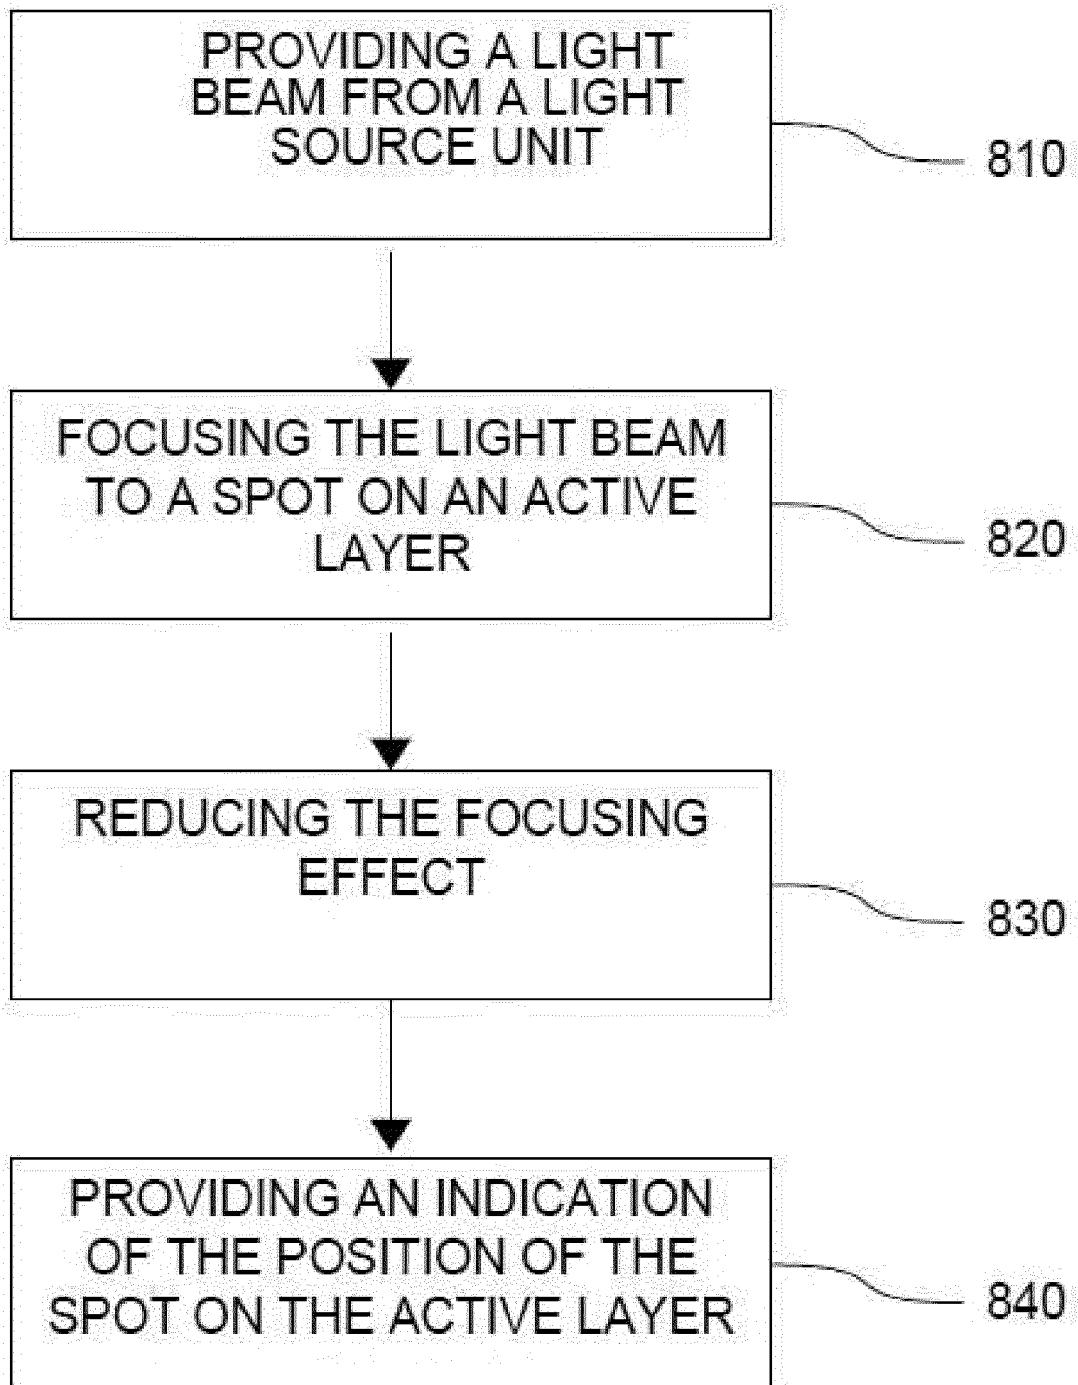 PROVIDING A LIGHT
BEAM FROM A LIGHT
SOURCE UNIT
810
FOCUSING THE LIGHT BEAM
TO A SPOT ON AN ACTIVE
LAYER
820
REDUCING THE FOCUSING
EFFECT
830
PROVIDING AN INDICATION
OF THE POSITION OF THE
SPOT ON THE ACTIVE LAYER
840